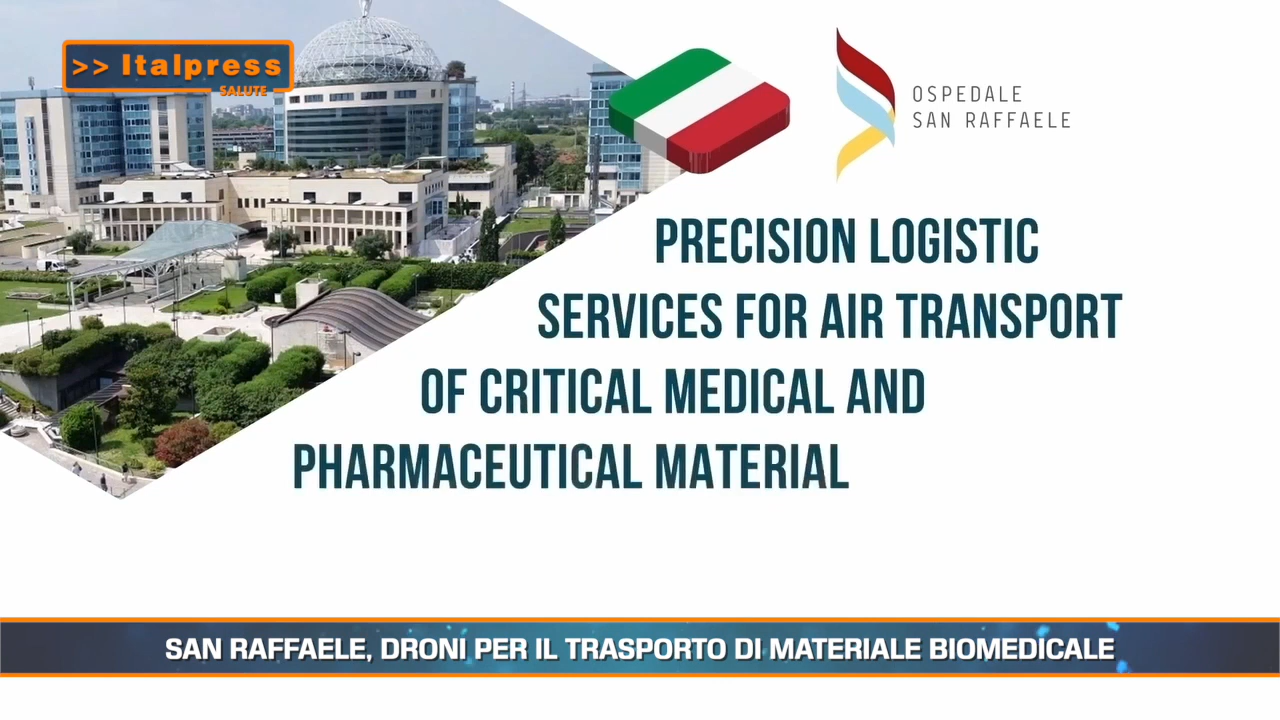 >> Italpress
SALUTE
OSPEDALE
SAN RAFFAELE
PRECISION LOGISTIC
SERVICES FOR AIR TRANSPORT
OF CRITICAL MEDICAL AND
PHARMACEUTICAL MATERIAL
SAN RAFFAELE, DRONI PER IL TRASPORTO DI MATERIALE BIOMEDICALE